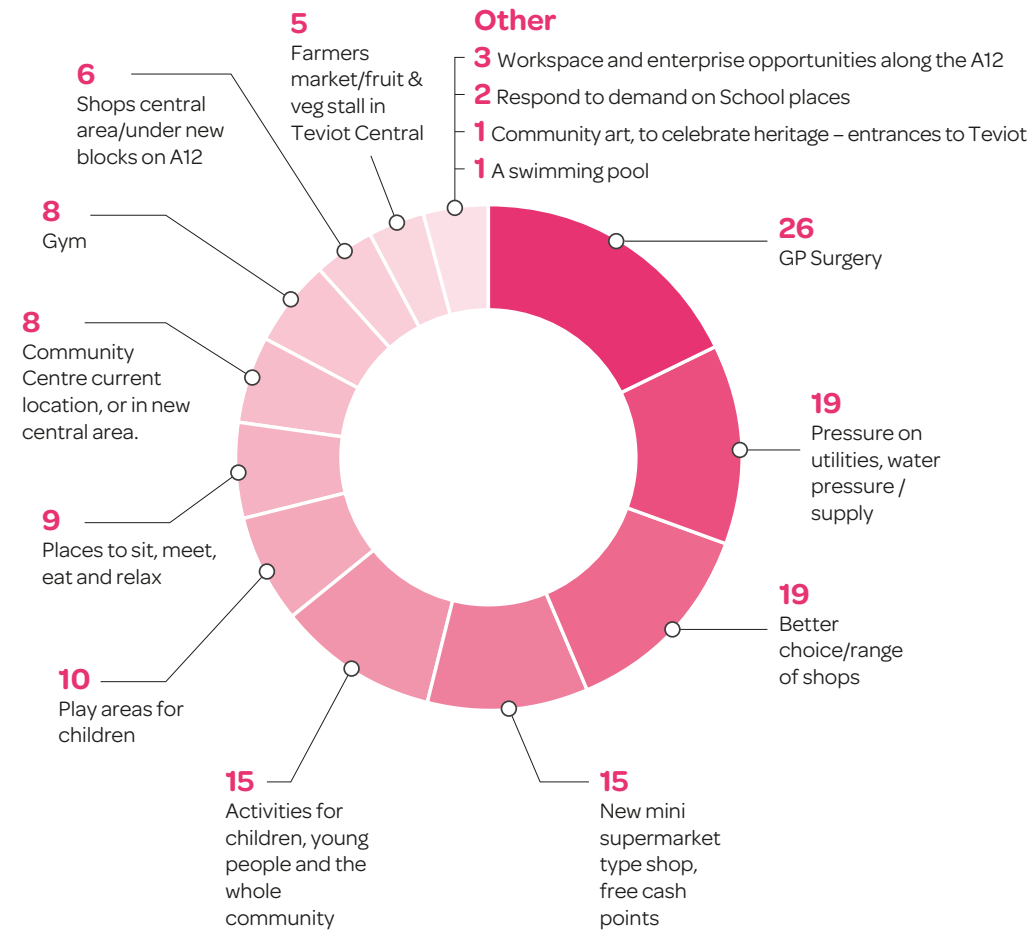 Other
3 Workspace and enterprise opportunities along the A12
2 Respond to demand on School places
1 Community art, to celebrate heritage – entrances to Teviot
1 A swimming pool
26
GP Surgery
19
Pressure on
utilities, water
pressure /
supply
19
Better
choice/range
of shops
15
New mini
supermarket
type shop,
free cash
points
15
Activities for
children, young
people and the
whole
community
10
Play areas for
children
9
Places to sit, meet,
eat and relax
8
Community
Centre current
location, or in new
central area.
8
Gym
6
Shops central
area/under new
blocks on A12
5
Farmers
market/fruit &
veg stall in
Teviot Central